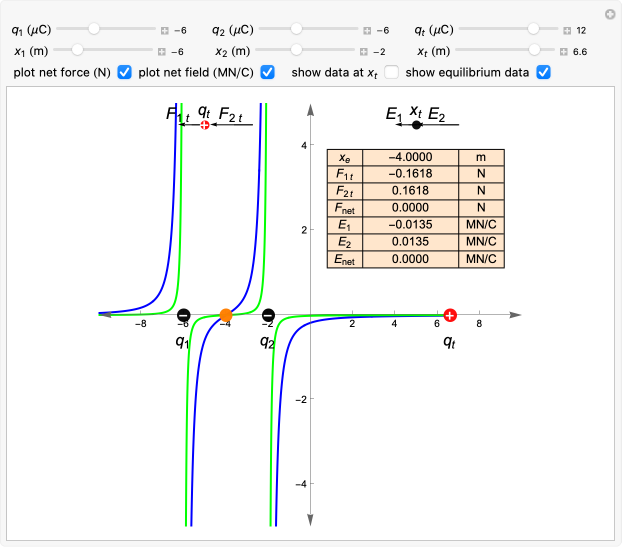 q1 (μC) −6 q2 (μC) −6 qt (μC) 12
x1 (m) −6 x2 (m) −2 xt (m) 6.6
plot net force (N) plot net field (MN/C) show data at xt show equilibrium data
F1t qt F2t E1 xt E2
4
xe −4.0000 m
F1t −0.1618 N
F2t 0.1618 N
Fnet 0.0000 N
E1 −0.0135 MN/C
2
E2 0.0135 MN/C
Enet 0.0000 MN/C
−8 −6 −4 −2 2 4 6 8
q1 q2 qt
−2
−4